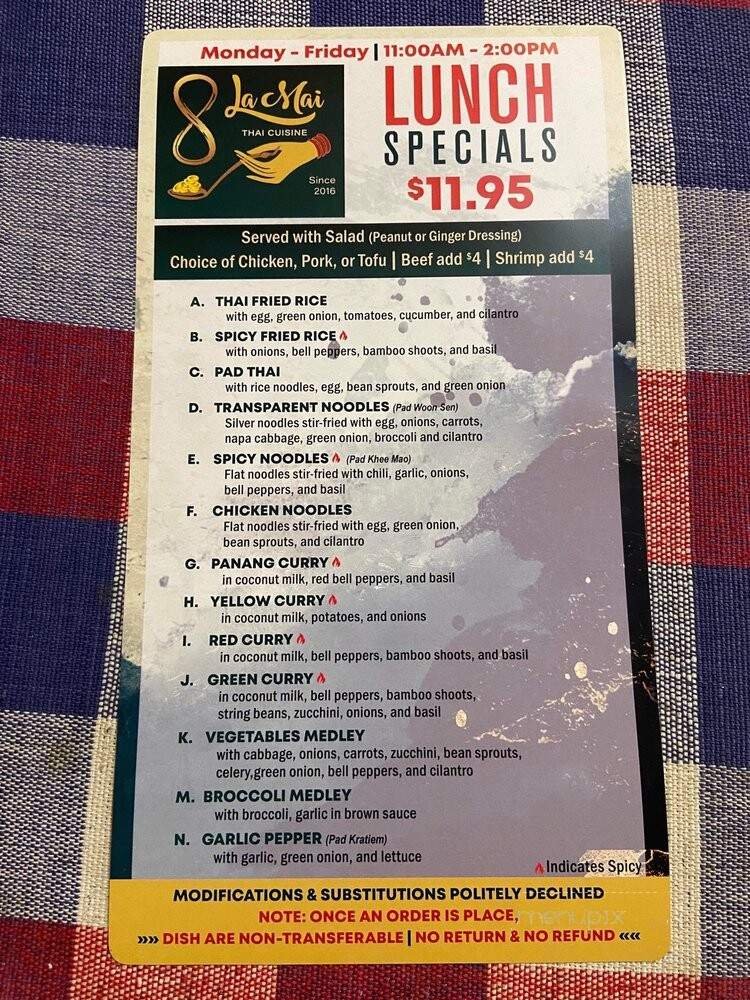 Monday - Friday | 11:00AM - 2:00PM
La Mai
THAI CUISINE
Since
2016
LUNCH
SPECIALS
$11.95
Served with Salad (Peanut or Ginger Dressing)
Choice of Chicken, Pork, or Tofu | Beef add $4 | Shrimp add $4
A. THAI FRIED RICE
with egg, green onion, tomatoes, cucumber, and cilantro
B. SPICY FRIED RICE
with onions, bell peppers, bamboo shoots, and basil
C. PAD THAI
with rice noodles, egg, bean sprouts, and green onion
D. TRANSPARENT NOODLES (Pad Woon Sen)
Silver noodles stir-fried with egg, onions, carrots,
napa cabbage, green onion, broccoli and cilantro
E. SPICY NOODLES (Pad Khee Mao)
Flat noodles stir-fried with chili, garlic, onions,
bell peppers, and basil
F. CHICKEN NOODLES
Flat noodles stir-fried with egg, green onion,
bean sprouts, and cilantro
G. PANANG CURRY
in coconut milk, red bell peppers, and basil
H. YELLOW CURRY
in coconut milk, potatoes, and onions
I. RED CURRY
in coconut milk, bell peppers, bamboo shoots, and basil
J. GREEN CURRY
in coconut milk, bell peppers, bamboo shoots,
string beans, zucchini, onions, and basil
K. VEGETABLES MEDLEY
with cabbage, onions, carrots, zucchini, bean sprouts,
celery,green onion, bell peppers, and cilantro
M. BROCCOLI MEDLEY
with broccoli, garlic in brown sauce
N. GARLIC PEPPER (Pad Kratiem)
with garlic, green onion, and lettuce
Indicates Spicy
MODIFICATIONS & SUBSTITUTIONS POLITELY DECLINED
NOTE: ONCE AN ORDER IS PLACE,
»» DISH ARE NON-TRANSFERABLE | NO RETURN & NO REFUND ««
menupix